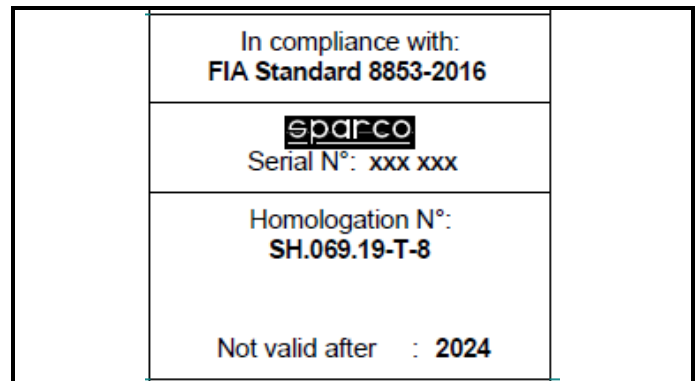 In compliance with:
FIA Standard 8853-2016
sparco
Serial N°: xxx xxx
Homologation N°:
SH.069.19-T-8
Not valid after : 2024